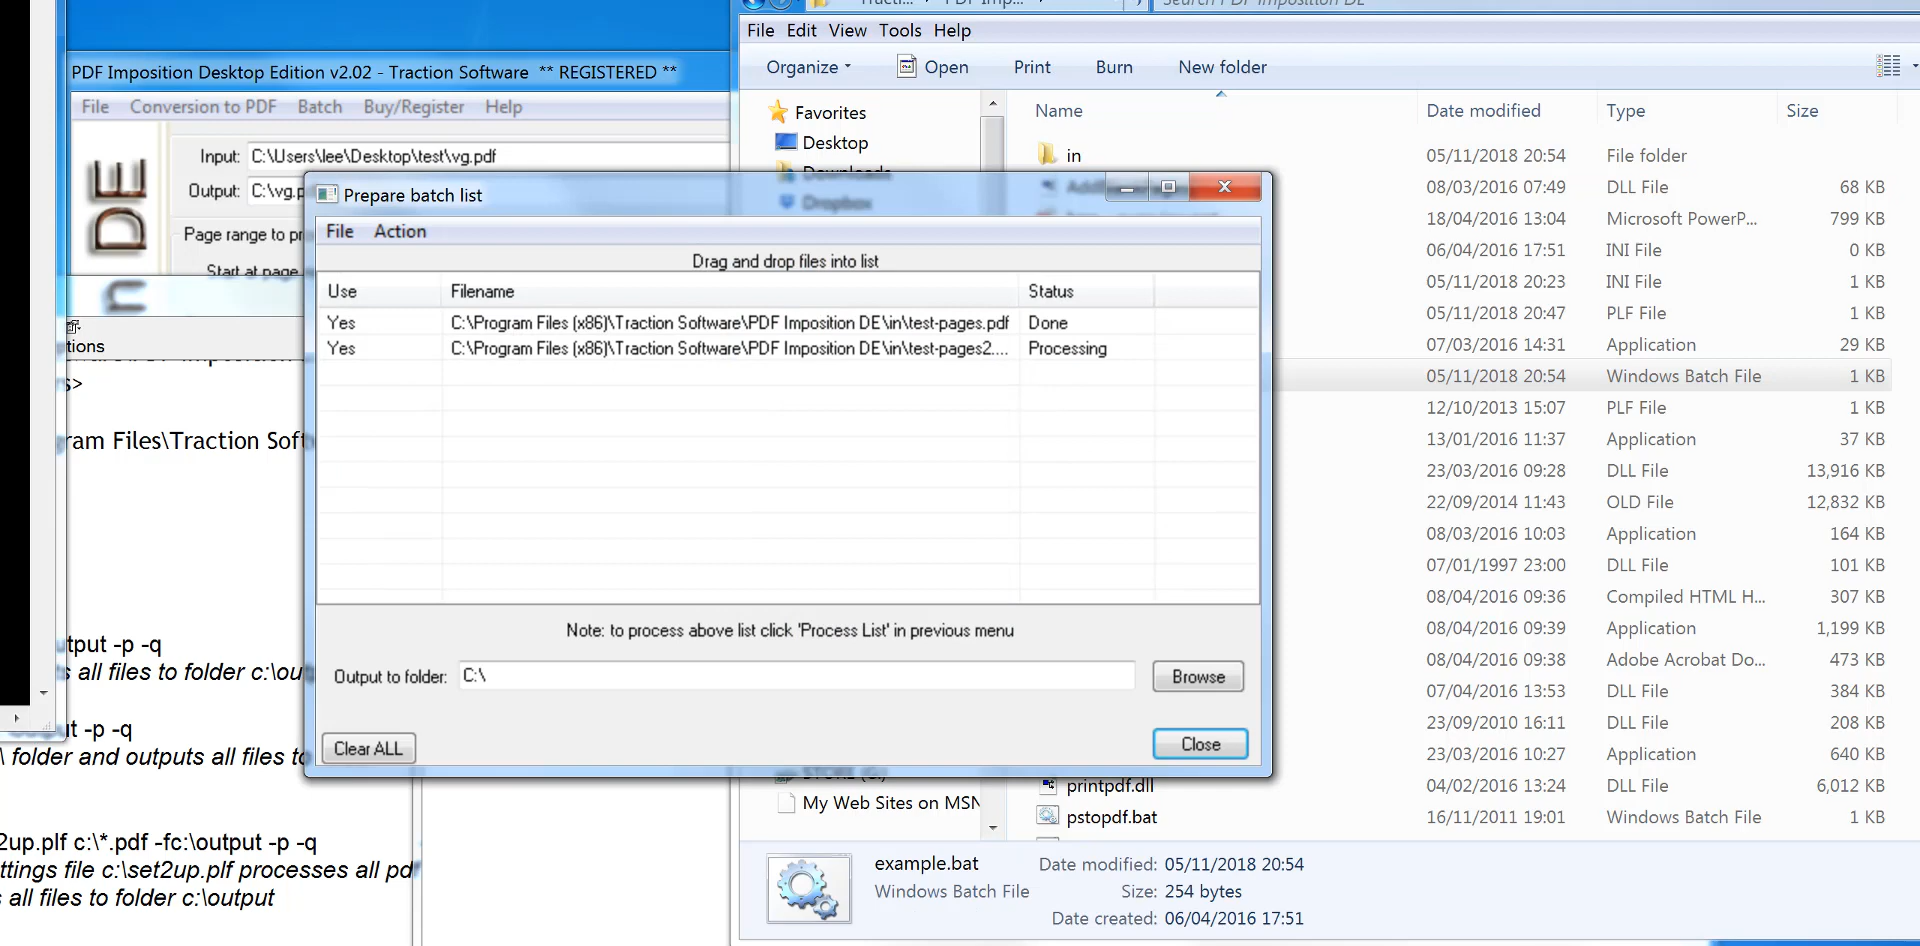 PDF Imposition Desktop Edition v2.02 - Traction Software ** REGISTERED **
File Conversion to PDF Batch Buy/Register Help
DE
Input: C:\Users\lee\Desktop\test\vg.pdf
Output: C:\vg.p
Page range to pr
Start at page
tions
s>
ram Files\Traction Soft
tput -p -q
s all files to folder c:\ou
output -p -q
\ folder and outputs all files to
2up.plf c:\*.pdf -fc:\output -p -q
ttings file c:\set2up.plf processes all pdf
s all files to folder c:\output
Prepare batch list
File Action
Drag and drop files into list
Use Filename Status
Yes C:\Program Files (x86)\Traction Software\PDF Imposition DE\in\test-pages.pdf Done
Yes C:\Program Files (x86)\Traction Software\PDF Imposition DE\in\test-pages2.... Processing
Note: to process above list click 'Process List' in previous menu
Output to folder: C:\ Browse
Clear ALL Close
Search PDF Imposition DE
File Edit View Tools Help
Organize Open Print Burn New folder
Favorites
Desktop
Downloads
Dropbox
STORE (G:)
My Web Sites on MSN
Name Date modified Type Size
in 05/11/2018 20:54 File folder
08/03/2016 07:49 DLL File 68 KB
18/04/2016 13:04 Microsoft PowerP... 799 KB
06/04/2016 17:51 INI File 0 KB
05/11/2018 20:23 INI File 1 KB
05/11/2018 20:47 PLF File 1 KB
07/03/2016 14:31 Application 29 KB
05/11/2018 20:54 Windows Batch File 1 KB
12/10/2013 15:07 PLF File 1 KB
13/01/2016 11:37 Application 37 KB
23/03/2016 09:28 DLL File 13,916 KB
22/09/2014 11:43 OLD File 12,832 KB
08/03/2016 10:03 Application 164 KB
07/01/1997 23:00 DLL File 101 KB
08/04/2016 09:36 Compiled HTML H... 307 KB
08/04/2016 09:39 Application 1,199 KB
08/04/2016 09:38 Adobe Acrobat Do... 473 KB
07/04/2016 13:53 DLL File 384 KB
23/09/2010 16:11 DLL File 208 KB
23/03/2016 10:27 Application 640 KB
printpdf.dll 04/02/2016 13:24 DLL File 6,012 KB
pstopdf.bat 16/11/2011 19:01 Windows Batch File 1 KB
example.bat Date modified: 05/11/2018 20:54
Windows Batch File Size: 254 bytes
Date created: 06/04/2016 17:51